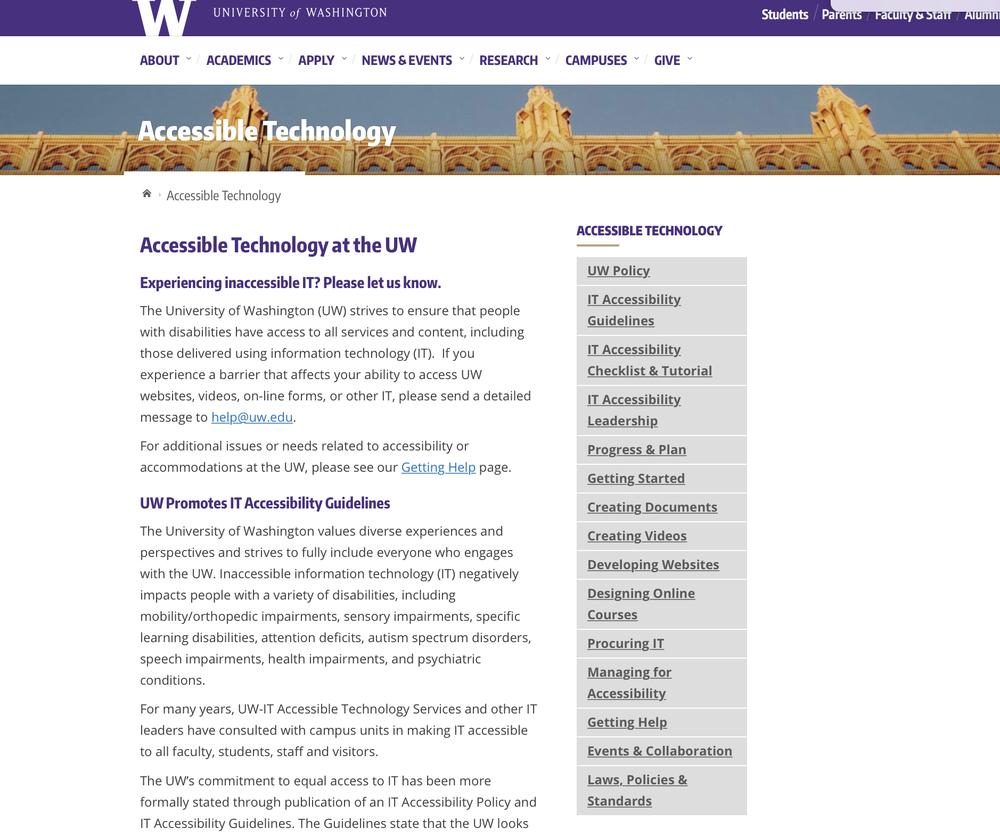 W UNIVERSITY of WASHINGTON
Students / Parents / Faculty & Staff / Alumni
ABOUT / ACADEMICS / APPLY / NEWS & EVENTS / RESEARCH / CAMPUSES / GIVE
Accessible Technology
Accessible Technology
Accessible Technology at the UW
Experiencing inaccessible IT? Please let us know.
The University of Washington (UW) strives to ensure that people
with disabilities have access to all services and content, including
those delivered using information technology (IT).  If you
experience a barrier that affects your ability to access UW
websites, videos, on-line forms, or other IT, please send a detailed
message to help@uw.edu.
For additional issues or needs related to accessibility or
accommodations at the UW, please see our Getting Help page.
UW Promotes IT Accessibility Guidelines
The University of Washington values diverse experiences and
perspectives and strives to fully include everyone who engages
with the UW. Inaccessible information technology (IT) negatively
impacts people with a variety of disabilities, including
mobility/orthopedic impairments, sensory impairments, specific
learning disabilities, attention deficits, autism spectrum disorders,
speech impairments, health impairments, and psychiatric
conditions.
For many years, UW-IT Accessible Technology Services and other IT
leaders have consulted with campus units in making IT accessible
to all faculty, students, staff and visitors.
The UW’s commitment to equal access to IT has been more
formally stated through publication of an IT Accessibility Policy and
IT Accessibility Guidelines. The Guidelines state that the UW looks
ACCESSIBLE TECHNOLOGY
UW Policy
IT Accessibility
Guidelines
IT Accessibility
Checklist & Tutorial
IT Accessibility
Leadership
Progress & Plan
Getting Started
Creating Documents
Creating Videos
Developing Websites
Designing Online
Courses
Procuring IT
Managing for
Accessibility
Getting Help
Events & Collaboration
Laws, Policies &
Standards